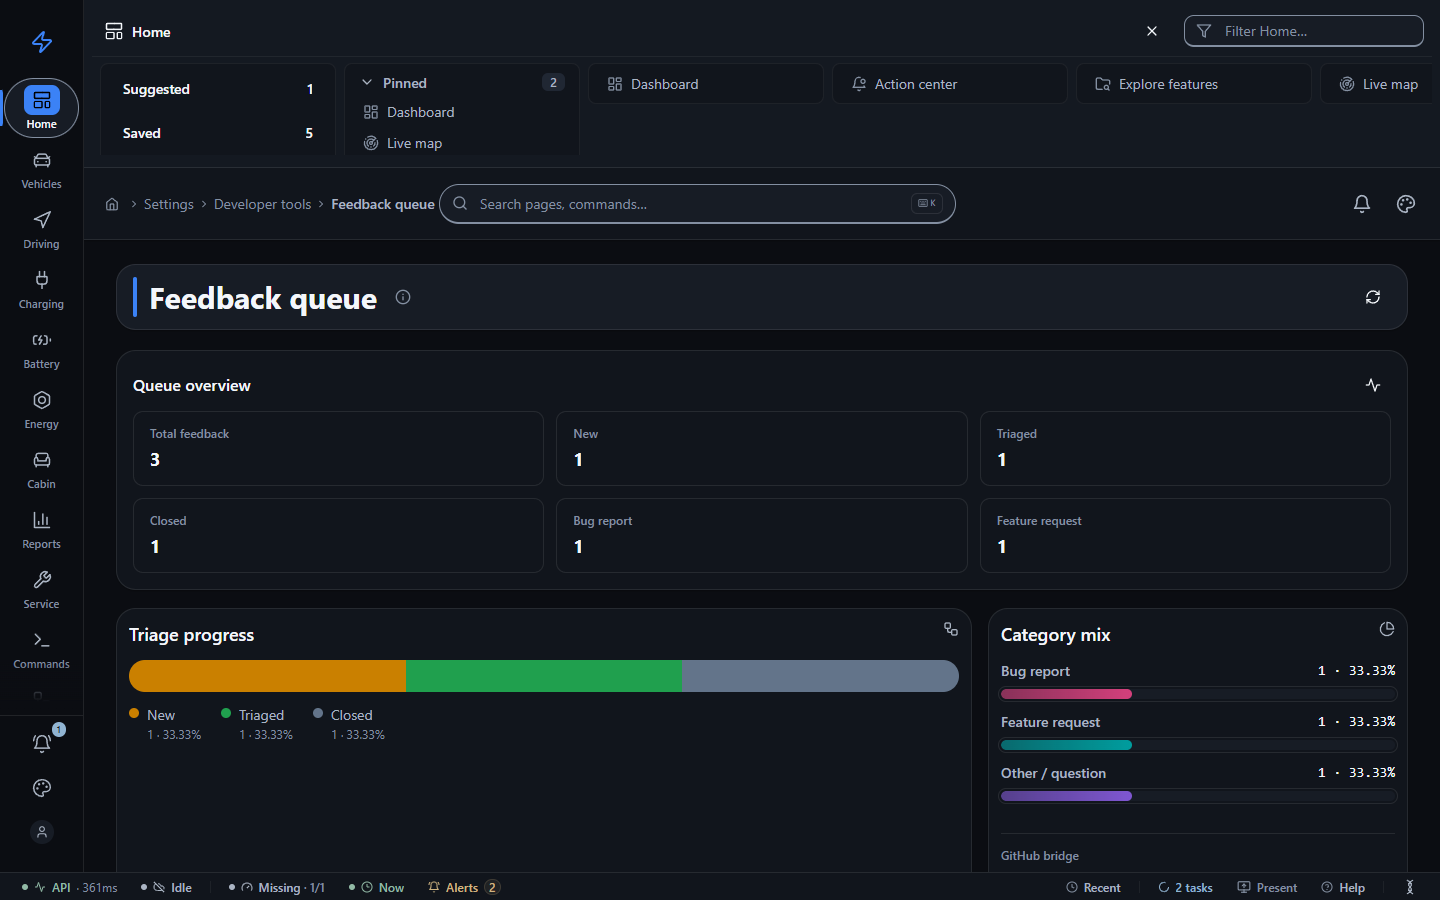 Home
Filter Home...
Suggested 1
Saved 5
Pinned 2
Dashboard
Live map
Dashboard
Action center
Explore features
Live map
Home
Vehicles
Driving
Charging
Battery
Energy
Cabin
Reports
Service
Commands
1
Settings
Developer tools
Feedback queue
Search pages, commands...
K
Feedback queue
Queue overview
Total feedback
3
New
1
Triaged
1
Closed
1
Bug report
1
Feature request
1
Triage progress
New
1 · 33.33%
Triaged
1 · 33.33%
Closed
1 · 33.33%
Category mix
Bug report 1 · 33.33%
Feature request 1 · 33.33%
Other / question 1 · 33.33%
GitHub bridge
API · 361ms
Idle
Missing · 1/1
Now
Alerts 2
Recent
2 tasks
Present
Help